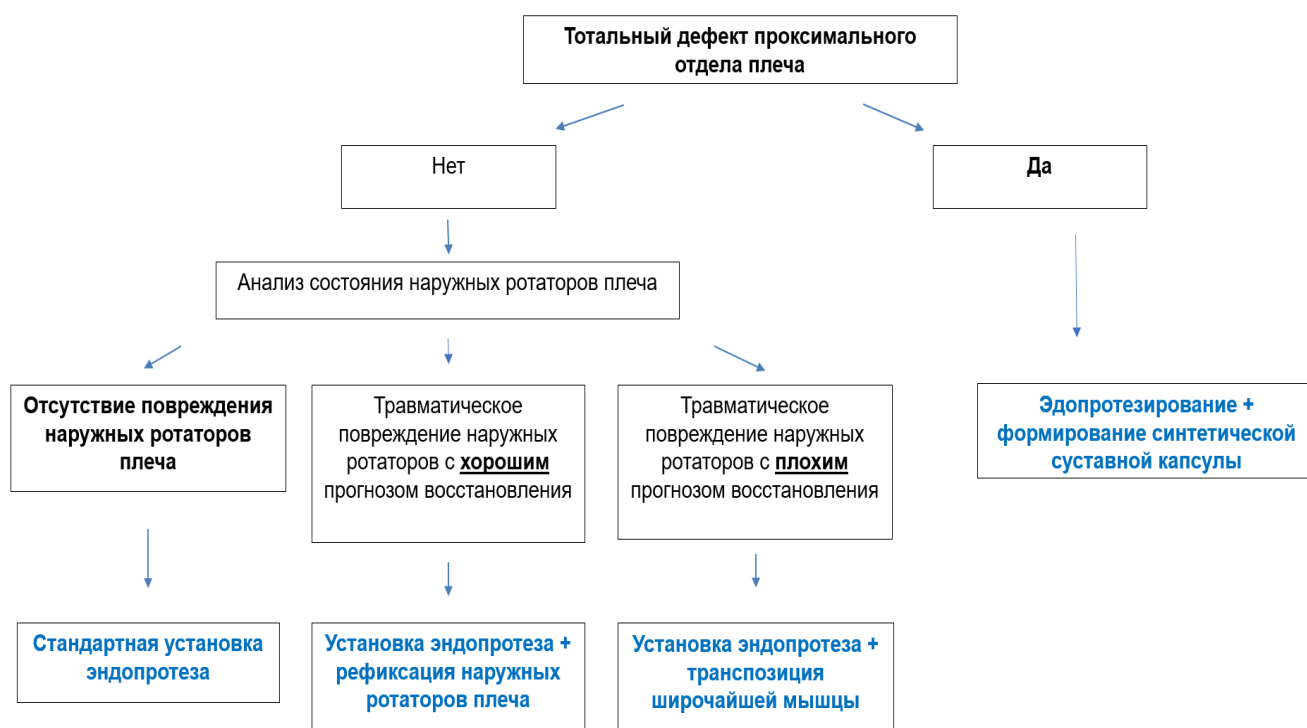 Тотальный дефект проксимального
отдела плеча
Нет
Да
Анализ состояния наружных ротаторов плеча
Отсутствие повреждения
наружных ротаторов
плеча
Травматическое
повреждение наружных
ротаторов с хорошим
прогнозом восстановления
Травматическое
повреждение наружных
ротаторов с плохим
прогнозом восстановления
Эдопротезирование +
формирование синтетической
суставной капсулы
Стандартная установка
эндопротеза
Установка эндопротеза +
рефиксация наружных
ротаторов плеча
Установка эндопротеза +
транспозиция
широчайшей мышцы